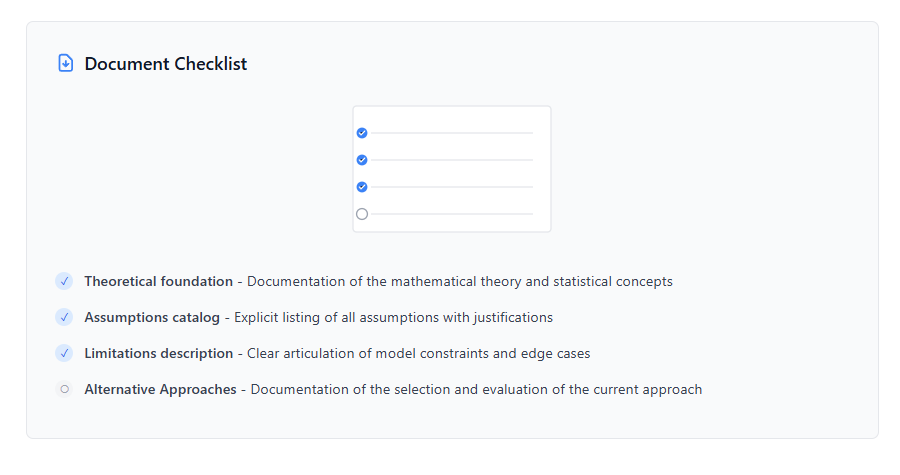 Document Checklist
Theoretical foundation - Documentation of the mathematical theory and statistical concepts
Assumptions catalog - Explicit listing of all assumptions with justifications
Limitations description - Clear articulation of model constraints and edge cases
Alternative Approaches - Documentation of the selection and evaluation of the current approach